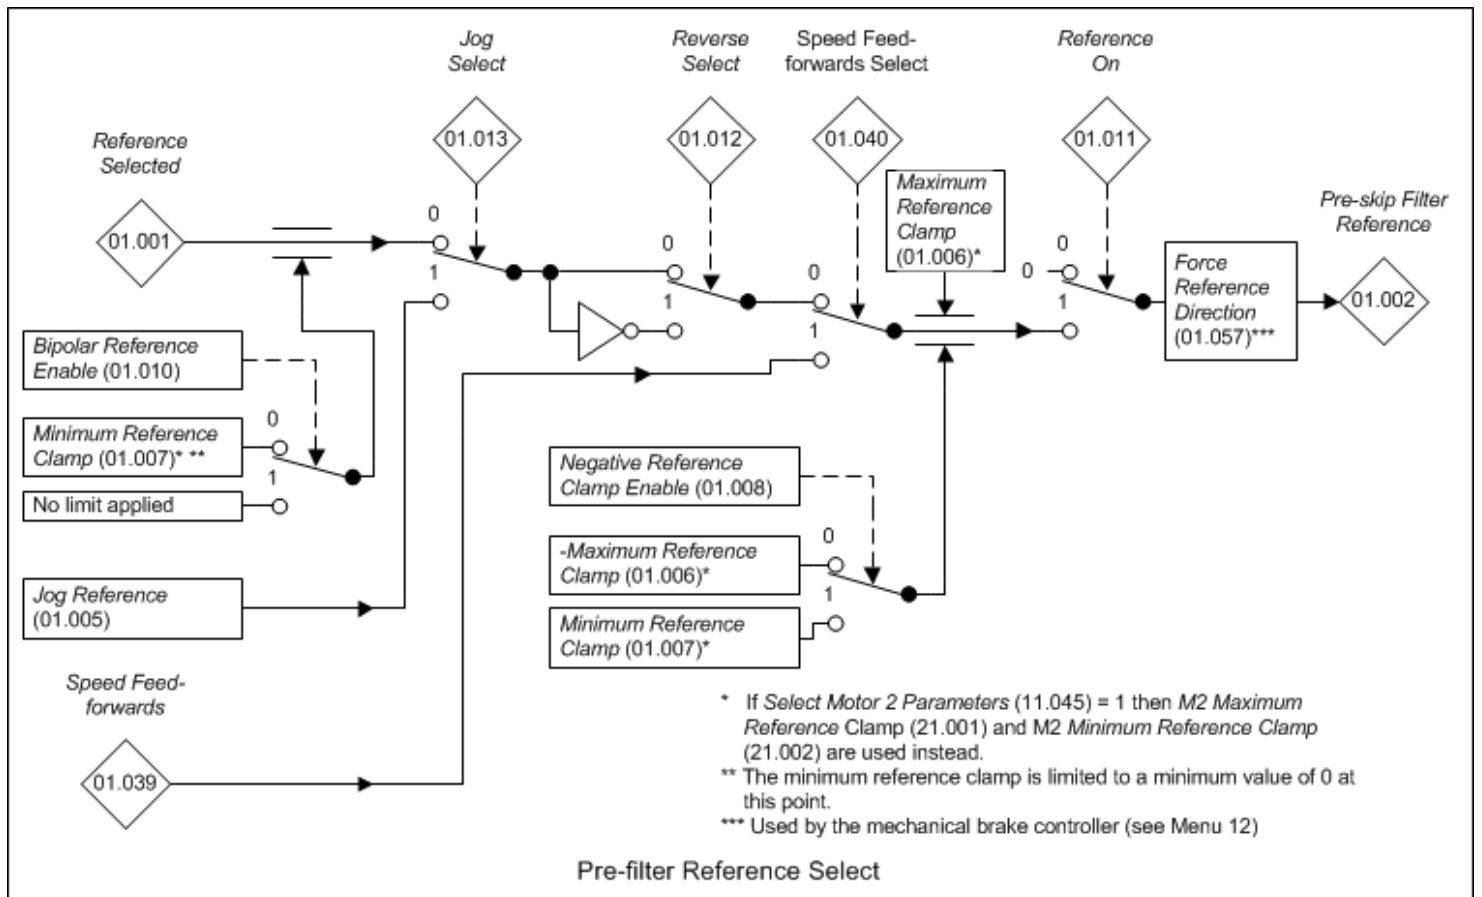 Jog
Select
Reverse
Select
Speed Feed-
forwards Select
Reference
On
01.013
01.012
01.040
01.011
Reference
Selected
01.001
Maximum
Reference
Clamp
(01.006)*
Pre-skip Filter
Reference
0
1
0
1
0
1
0
0
1
Force
Reference
Direction
(01.057)***
01.002
Bipolar Reference
Enable (01.010)
Minimum Reference
Clamp (01.007)* **
No limit applied
0
1
Negative Reference
Clamp Enable (01.008)
-Maximum Reference
Clamp (01.006)*
Minimum Reference
Clamp (01.007)*
0
1
Jog Reference
(01.005)
Speed Feed-
forwards
01.039
* If Select Motor 2 Parameters (11.045) = 1 then M2 Maximum
Reference Clamp (21.001) and M2 Minimum Reference Clamp
(21.002) are used instead.
** The minimum reference clamp is limited to a minimum value of 0 at
this point.
*** Used by the mechanical brake controller (see Menu 12)
Pre-filter Reference Select